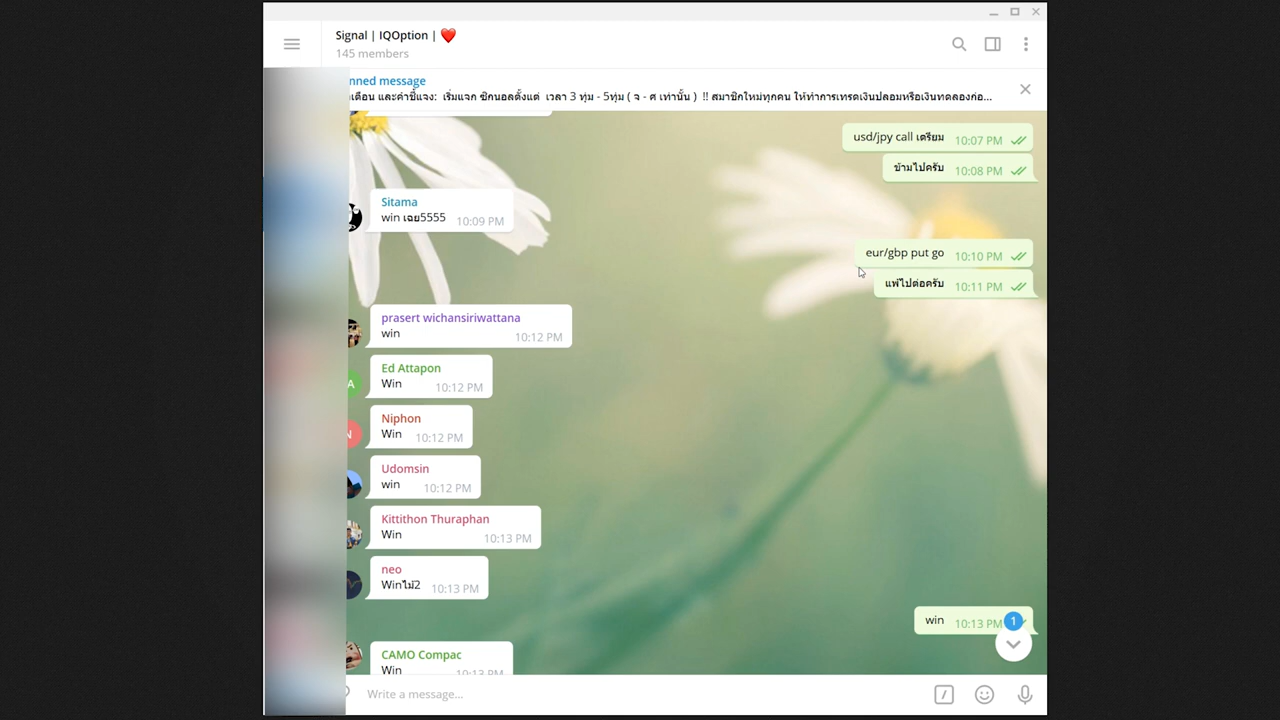 Signal | IQOption | ❤️
145 members
nned message
เดือน และคำชี้แจง: เริ่มแจก ซิกนอลตั้งแต่ เวลา 3 ทุ่ม - 5ทุ่ม ( จ - ศ เท่านั้น ) !! สมาชิกใหม่ทุกคน ให้ทำการเทรดเงินปลอมหรือเงินทดลองก่อ...
usd/jpy call เตรียม 10:07 PM
ข้ามไปครับ 10:08 PM
Sitama
win เฉย5555 10:09 PM
eur/gbp put go 10:10 PM
แพ้ไปต่อครับ 10:11 PM
prasert wichansiriwattana
win 10:12 PM
A
Ed Attapon
Win 10:12 PM
N
Niphon
Win 10:12 PM
Udomsin
win 10:12 PM
Kittithon Thuraphan
Win 10:13 PM
neo
Winไม้2 10:13 PM
win 10:13 PM
1
CAMO Compac
Win 10:13 PM
Write a message...